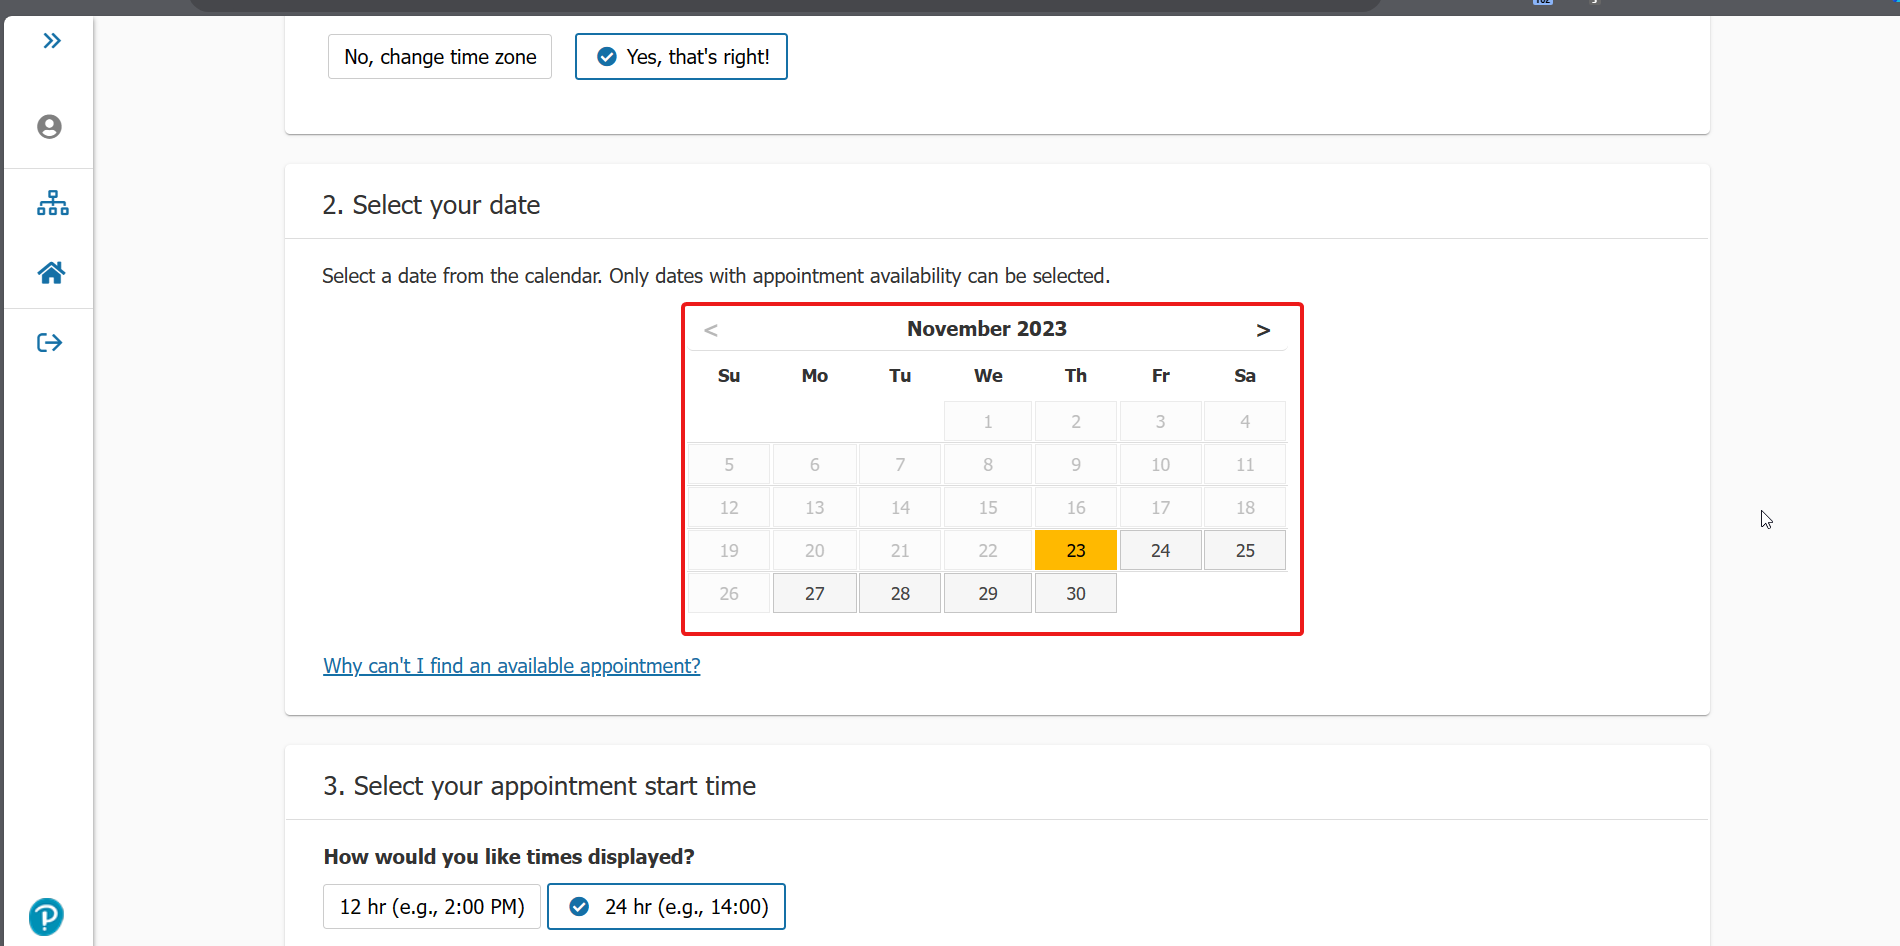 No, change time zone
Yes, that's right!
2. Select your date
Select a date from the calendar. Only dates with appointment availability can be selected.
< November 2023 >
Su Mo Tu We Th Fr Sa
1 2 3 4
5 6 7 8 9 10 11
12 13 14 15 16 17 18
19 20 21 22 23 24 25
26 27 28 29 30
Why can't I find an available appointment?
3. Select your appointment start time
How would you like times displayed?
12 hr (e.g., 2:00 PM)
24 hr (e.g., 14:00)